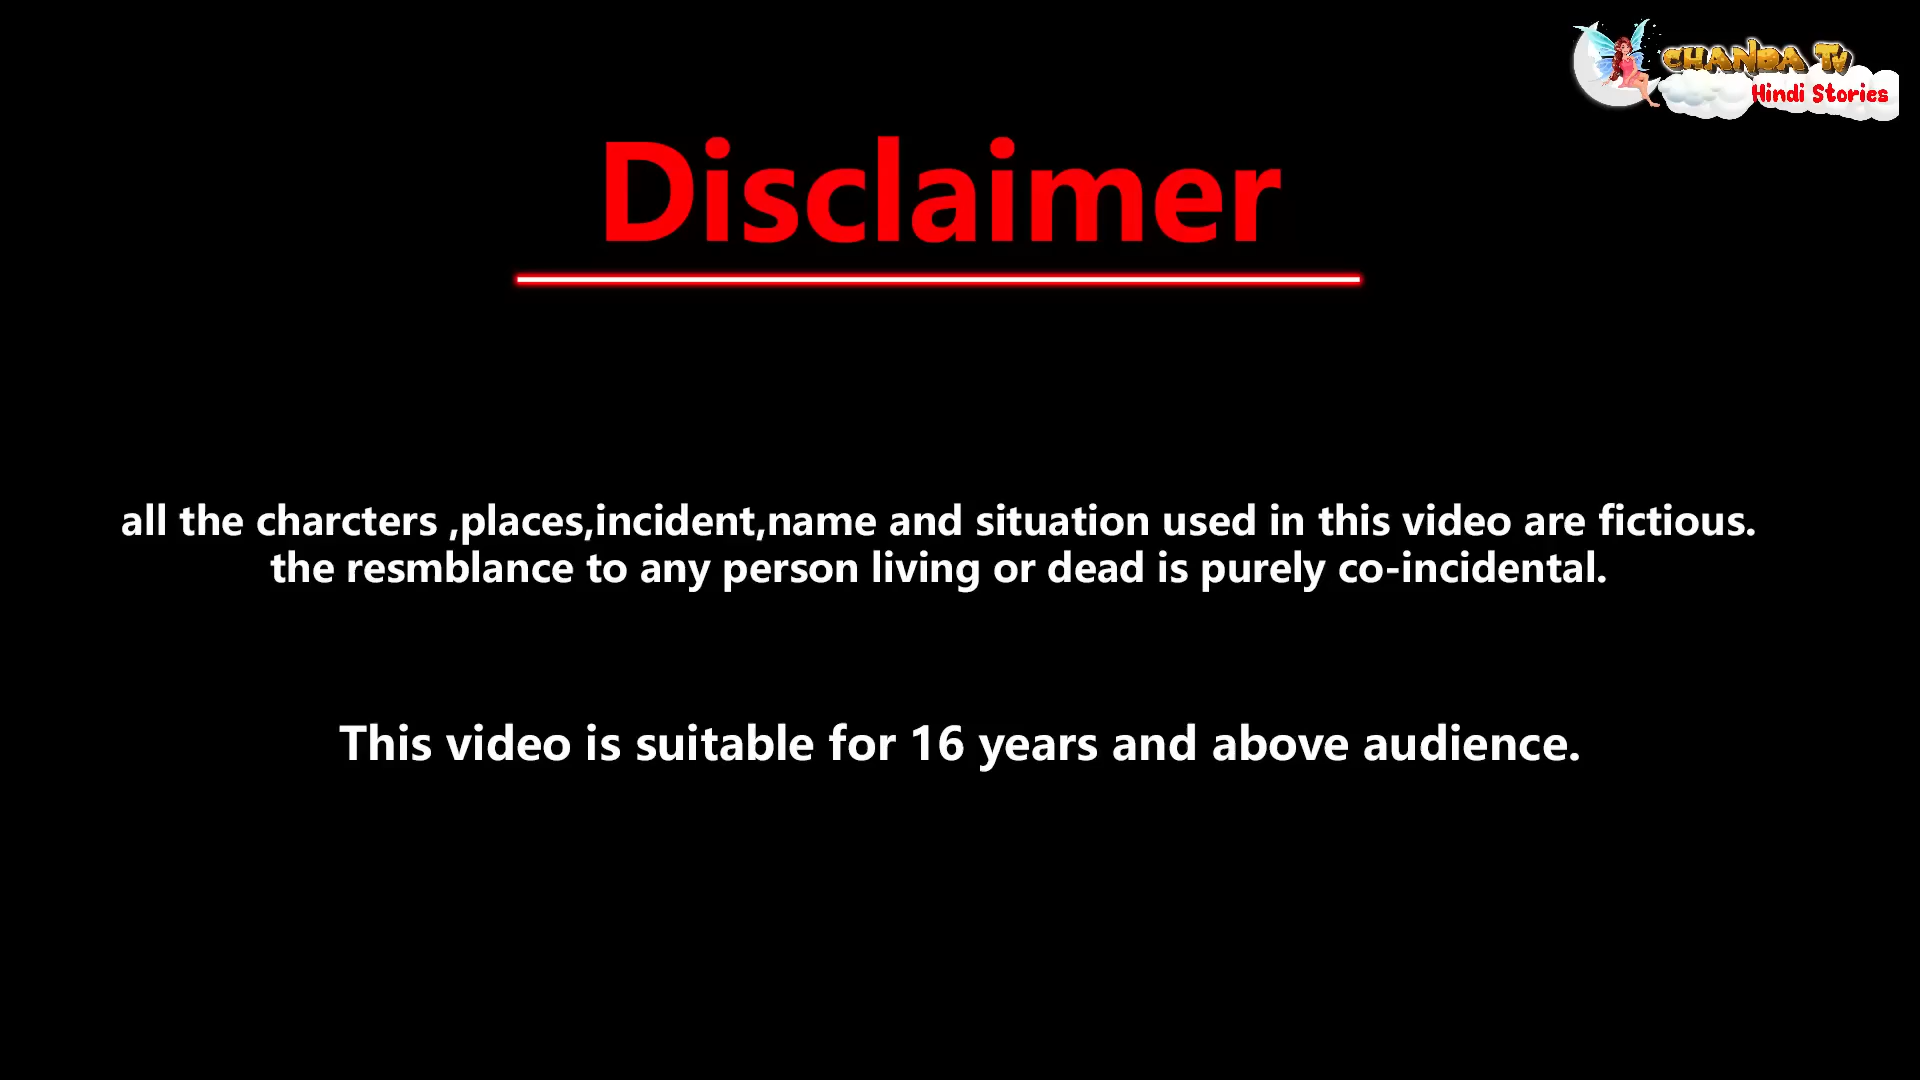 CHANDA Tv
Hindi Stories
Disclaimer
all the charcters ,places,incident,name and situation used in this video are fictious.
the resmblance to any person living or dead is purely co-incidental.
This video is suitable for 16 years and above audience.